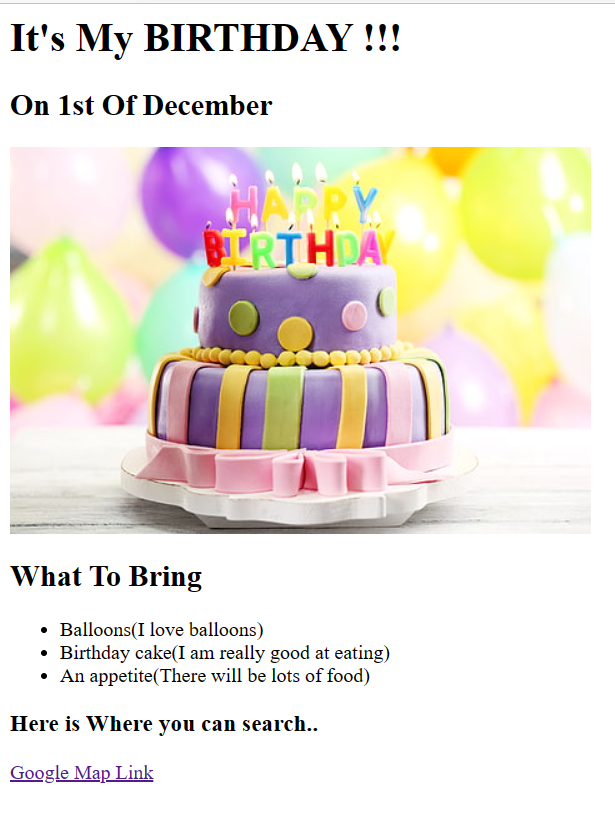 It's My BIRTHDAY !!!
On 1st Of December
HAPPY
BIRTHDAY
What To Bring
Balloons(I love balloons)
Birthday cake(I am really good at eating)
An appetite(There will be lots of food)
Here is Where you can search..
Google Map Link